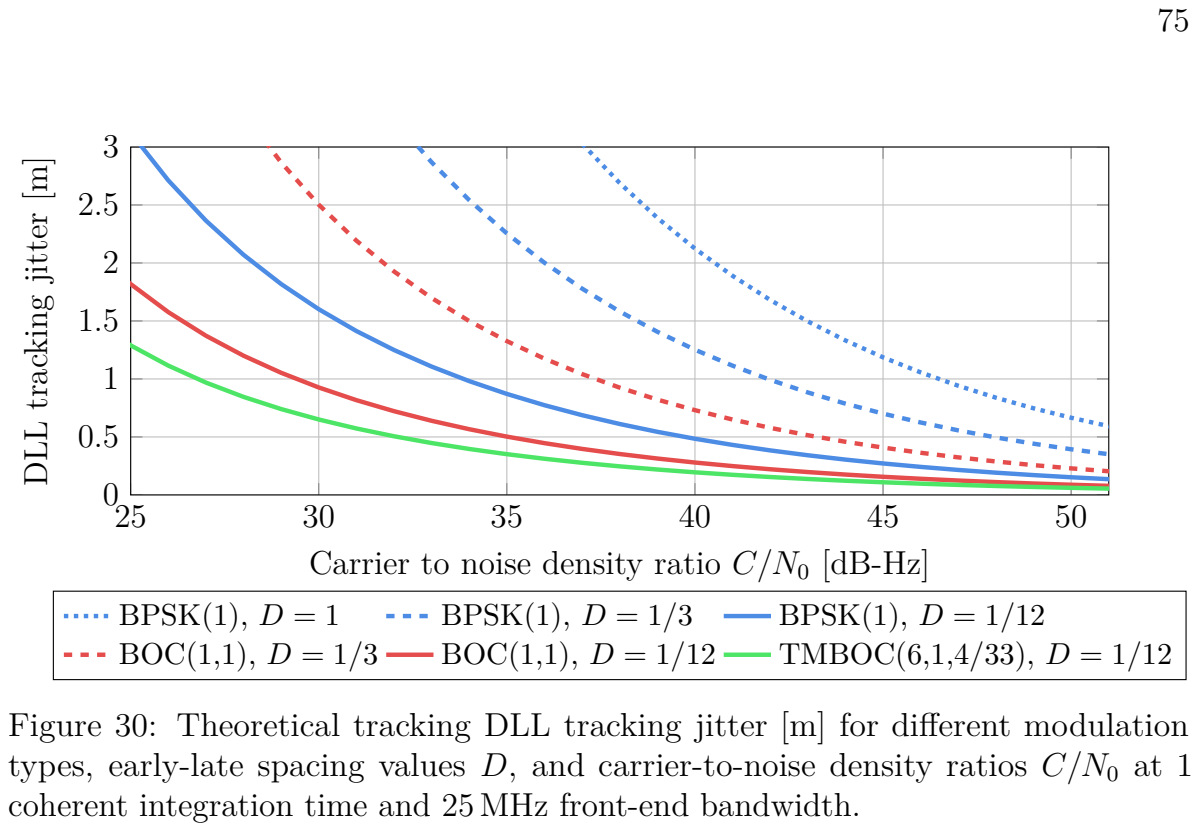 75
3
2.5
2
1.5
1
0.5
0
DLL tracking jitter [m]
25 30 35 40 45 50
Carrier to noise density ratio C/N₀ [dB-Hz]
BPSK(1), D = 1 BPSK(1), D = 1/3 BPSK(1), D = 1/12
BOC(1,1), D = 1/3 BOC(1,1), D = 1/12 TMBOC(6,1,4/33), D = 1/12
Figure 30: Theoretical tracking DLL tracking jitter [m] for different modulation
types, early-late spacing values D, and carrier-to-noise density ratios C/N₀ at 1
coherent integration time and 25 MHz front-end bandwidth.